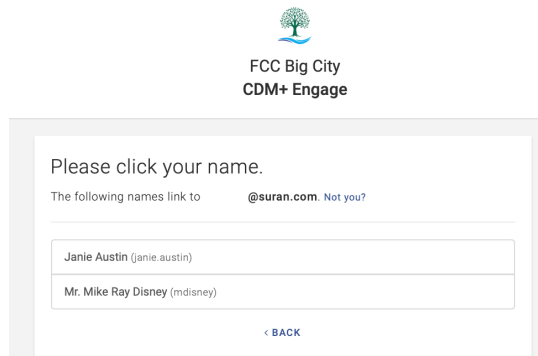 FCC Big City
CDM+ Engage
Please click your name.
The following names link to @suran.com. Not you?
Janie Austin (janie.austin)
Mr. Mike Ray Disney (mdisney)
< BACK